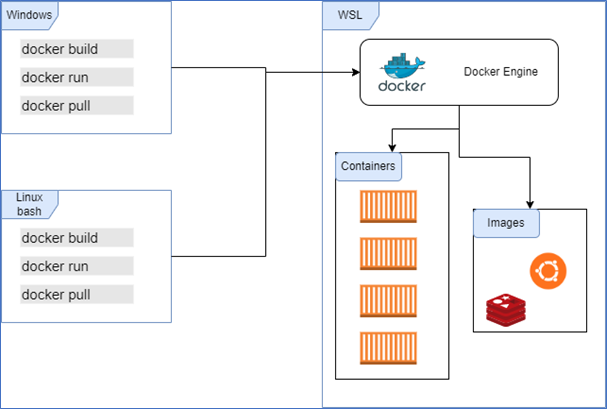 Windows
docker build
docker run
docker pull
Linux
bash
docker build
docker run
docker pull
WSL
docker
Docker Engine
Containers
Images